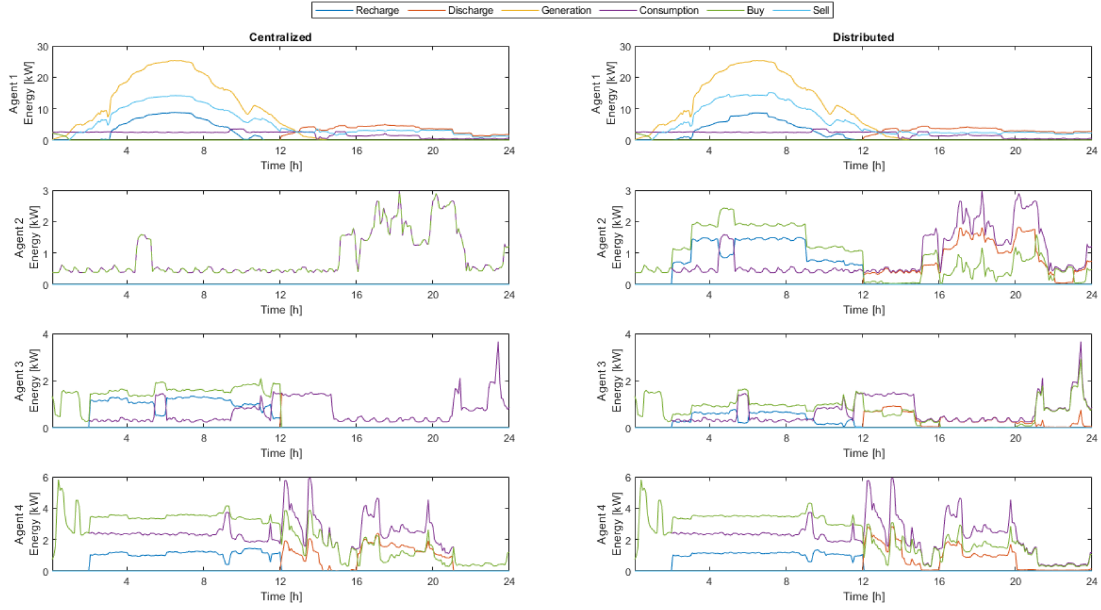 Recharge Discharge Generation Consumption Buy Sell
Centralized
Agent 1
Energy [kW]
30
20
10
0
4 8 12 16 20 24
Time [h]
Agent 2
Energy [kW]
3
2
1
0
4 8 12 16 20 24
Time [h]
Agent 3
Energy [kW]
4
2
0
4 8 12 16 20 24
Time [h]
Agent 4
Energy [kW]
6
4
2
0
4 8 12 16 20 24
Time [h]
Distributed
Agent 1
Energy [kW]
30
20
10
0
4 8 12 16 20 24
Time [h]
Agent 2
Energy [kW]
3
2
1
0
4 8 12 16 20 24
Time [h]
Agent 3
Energy [kW]
4
2
0
4 8 12 16 20 24
Time [h]
Agent 4
Energy [kW]
6
4
2
0
4 8 12 16 20 24
Time [h]